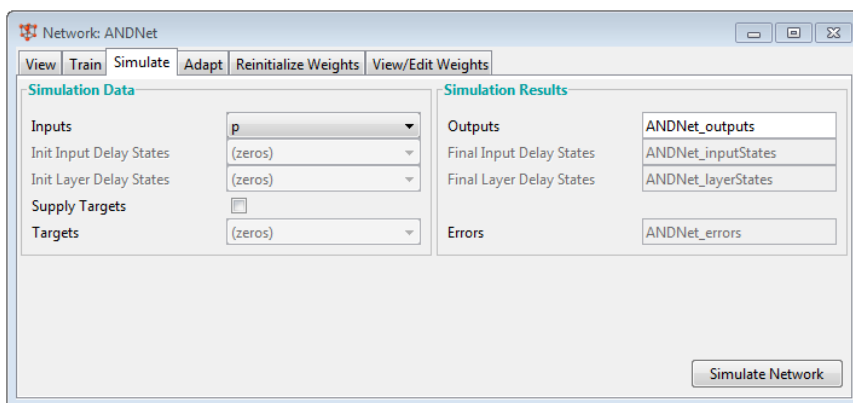 Network: ANDNet
View Train Simulate Adapt Reinitialize Weights View/Edit Weights
Simulation Data
Inputs p
Init Input Delay States (zeros)
Init Layer Delay States (zeros)
Supply Targets
Targets (zeros)
Simulation Results
Outputs ANDNet_outputs
Final Input Delay States ANDNet_inputStates
Final Layer Delay States ANDNet_layerStates
Errors ANDNet_errors
Simulate Network